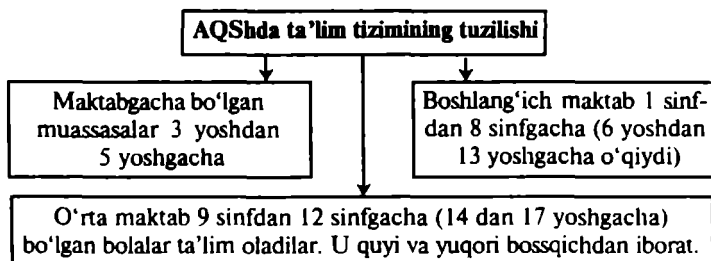 AQShda ta’lim tizimining tuzilishi
Maktabgacha bo‘lgan
muassasalar 3 yoshdan
5 yoshgacha
Boshlang‘ich maktab 1 sinf-
dan 8 sinfgacha (6 yoshdan
13 yoshgacha o‘qiydi)
O‘rta maktab 9 sinfdan 12 sinfgacha (14 dan 17 yoshgacha)
bo‘lgan bolalar ta’lim oladilar. U quyi va yuqori bossqichdan iborat.